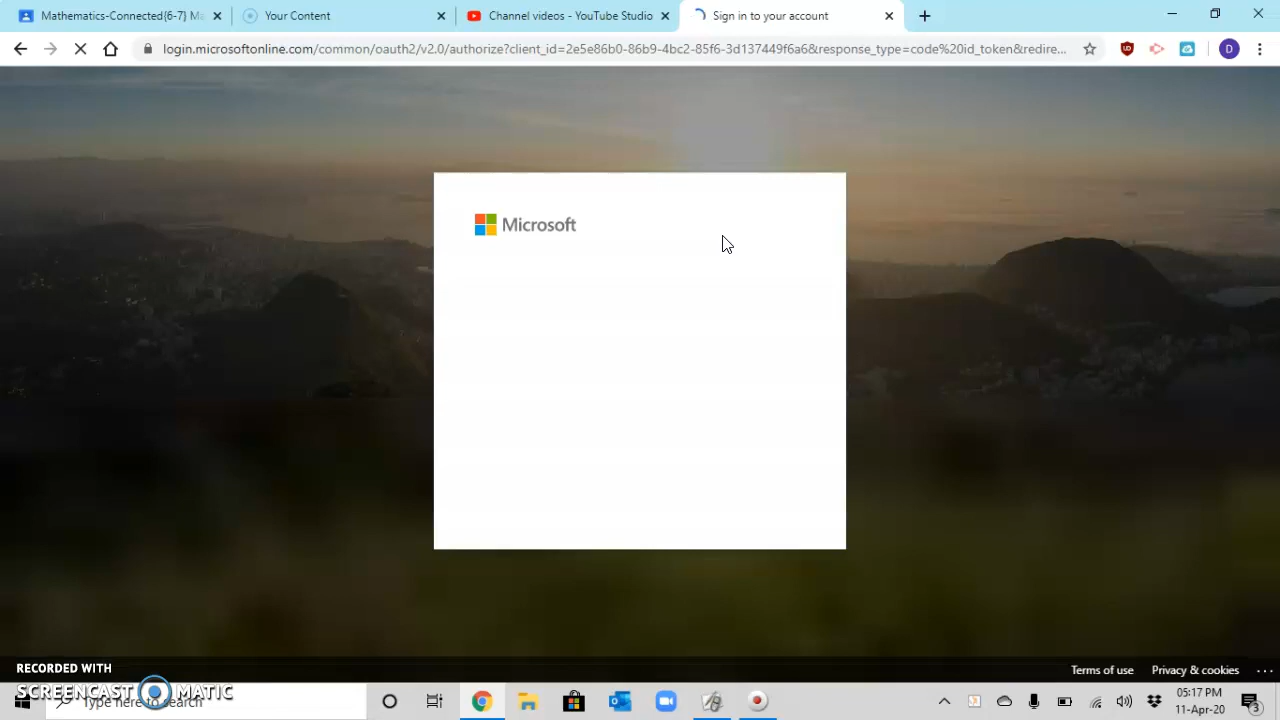 Mathematics-Connected{6-7} Ma
Your Content
Channel videos - YouTube Studio
Sign in to your account
login.microsoftonline.com/common/oauth2/v2.0/authorize?client_id=2e5e86b0-86b9-4bc2-85f6-3d137449f6a6&response_type=code%20id_token&redire...
D
Microsoft
RECORDED WITH
SCREENCAST MATIC
Terms of use Privacy & cookies ...
Type here to search
05:17 PM
11-Apr-20
3